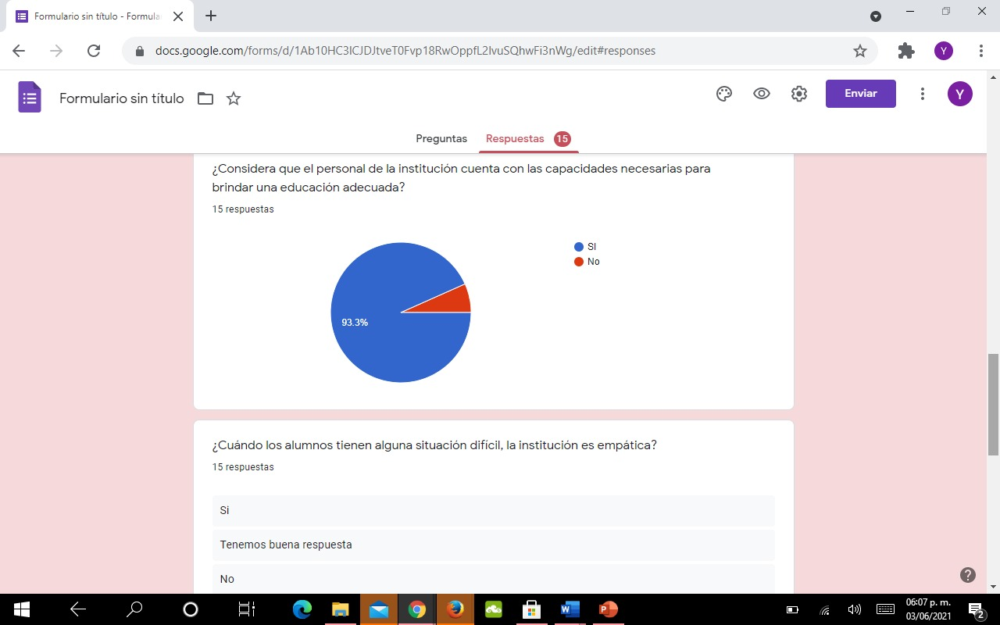 Formulario sin título - Formula
docs.google.com/forms/d/1Ab10HC3ICJDJtveT0Fvp18RwOppfL2IvuSQhwFi3nWg/edit#responses
Y
Formulario sin título
Enviar
Y
Preguntas
Respuestas 15
¿Considera que el personal de la institución cuenta con las capacidades necesarias para
brindar una educación adecuada?
15 respuestas
SI
No
93.3%
¿Cuándo los alumnos tienen alguna situación difícil, la institución es empática?
15 respuestas
Si
Tenemos buena respuesta
No
06:07 p. m.
03/06/2021
2